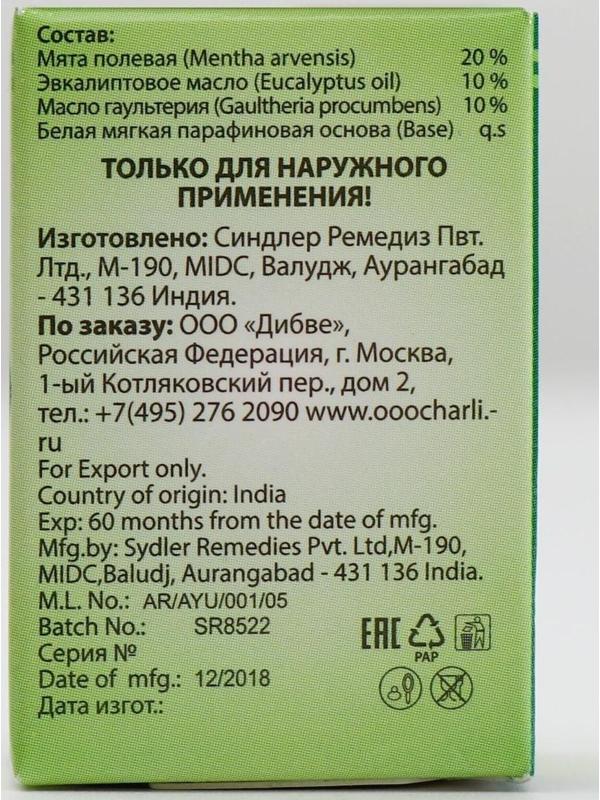 Состав:
Мята полевая (Mentha arvensis) 20 %
Эвкалиптовое масло (Eucalyptus oil) 10 %
Масло гаультерия (Gaultheria procumbens) 10 %
Белая мягкая парафиновая основа (Base) q.s
ТОЛЬКО ДЛЯ НАРУЖНОГО
ПРИМЕНЕНИЯ!
Изготовлено: Синдлер Ремедиз Пвт.
Лтд., М-190, MIDC, Валудж, Аурангабад
- 431 136 Индия.
По заказу: ООО «Дибве»,
Российская Федерация, г. Москва,
1-ый Котляковский пер., дом 2,
тел.: +7(495) 276 2090 www.ooocharli.-
ru
For Export only.
Country of origin: India
Exp: 60 months from the date of mfg.
Mfg.by: Sydler Remedies Pvt. Ltd,M-190,
MIDC,Baludj, Aurangabad - 431 136 India.
M.L. No.: AR/AYU/001/05
Batch No.: SR8522
Серия №
Date of mfg.: 12/2018
Дата изгот.:
EAC
PAP